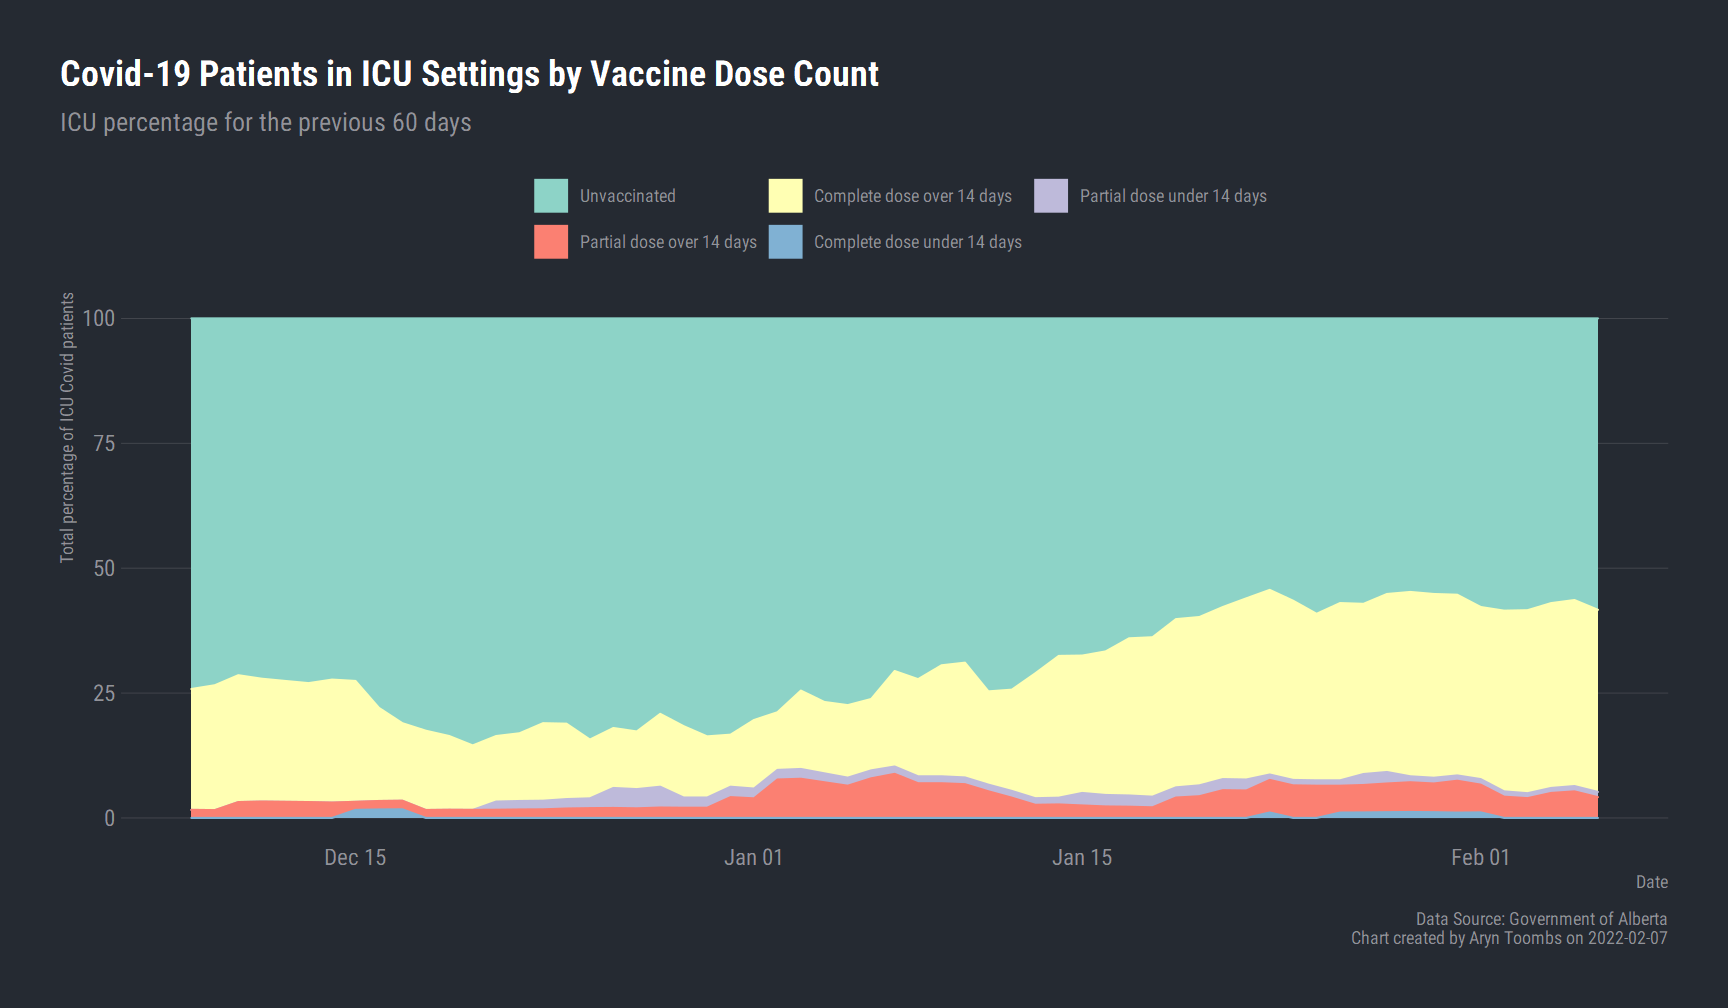 Covid-19 Patients in ICU Settings by Vaccine Dose Count
ICU percentage for the previous 60 days
Unvaccinated
Complete dose over 14 days
Partial dose under 14 days
Partial dose over 14 days
Complete dose under 14 days
Total percentage of ICU Covid patients
100
75
50
25
0
Dec 15
Jan 01
Jan 15
Feb 01
Date
Data Source: Government of Alberta
Chart created by Aryn Toombs on 2022-02-07